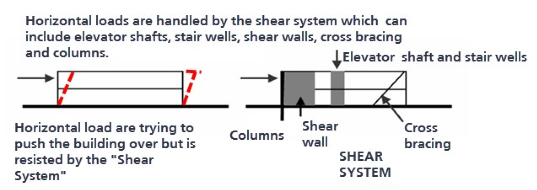 Horizontal loads are handled by the shear system which can
include elevator shafts, stair wells, shear walls, cross bracing
and columns.
Elevator shaft and stair wells
Horizontal load are trying to
push the building over but is
resisted by the "Shear
System"
Columns
Shear
wall
Cross
bracing
SHEAR
SYSTEM